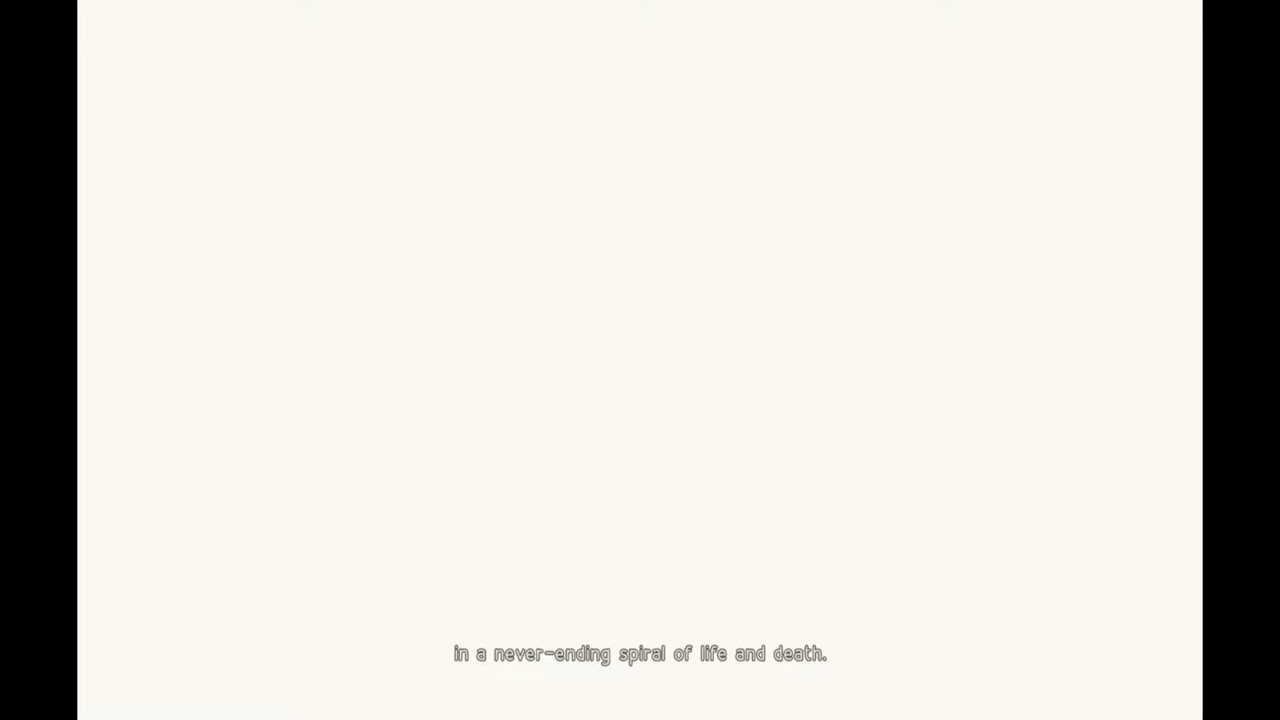 in a never-ending spiral of life and death.